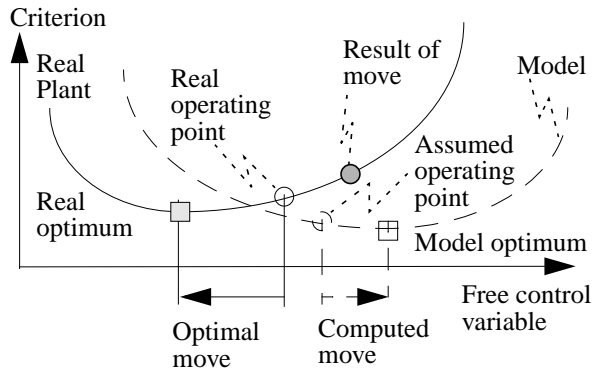 Criterion
Real
Plant
Real
operating
point
Result of
move
Model
Assumed
operating
point
Real
optimum
Model optimum
Free control
variable
Optimal
move
Computed
move